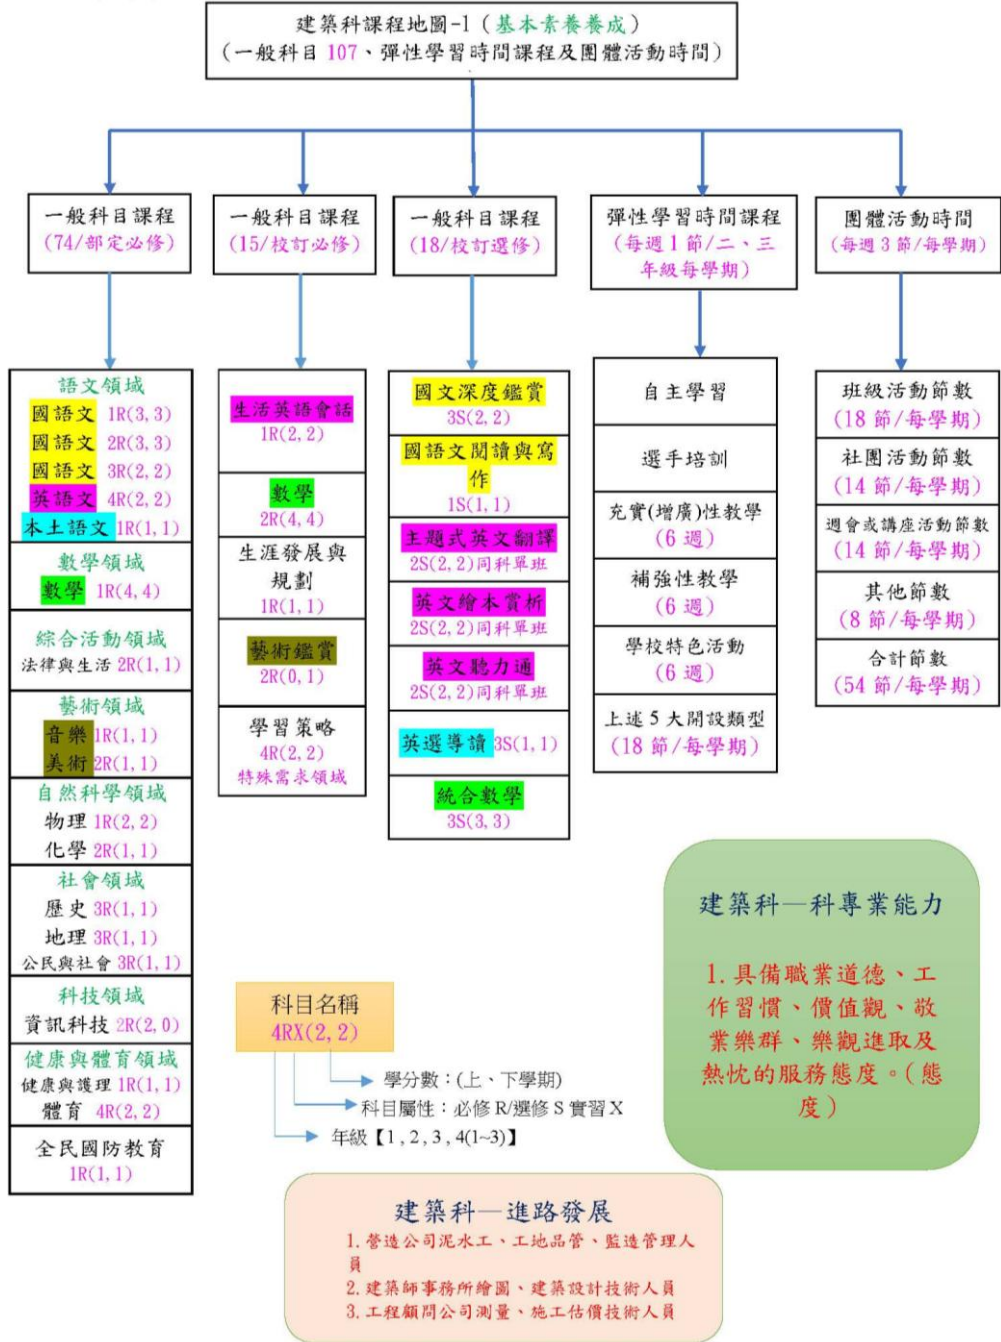 建築科課程地圖-1（基本素養養成）
（一般科目 107、彈性學習時間課程及團體活動時間）
一般科目課程
(74/部定必修)
語文領域
國語文 1R(3,3)
國語文 2R(3,3)
國語文 3R(2,2)
英語文 4R(2,2)
本土語文 1R(1,1)
數學領域
數學 1R(4,4)
綜合活動領域
法律與生活 2R(1,1)
藝術領域
音樂 1R(1,1)
美術 2R(1,1)
自然科學領域
物理 1R(2,2)
化學 2R(1,1)
社會領域
歷史 3R(1,1)
地理 3R(1,1)
公民與社會 3R(1,1)
科技領域
資訊科技 2R(2,0)
健康與體育領域
健康與護理 1R(1,1)
體育 4R(2,2)
全民國防教育
1R(1,1)
一般科目課程
(15/校訂必修)
生活英語會話
1R(2,2)
數學
2R(4,4)
生涯發展與
規劃
1R(1,1)
藝術鑑賞
2R(0,1)
學習策略
4R(2,2)
特殊需求領域
一般科目課程
(18/校訂選修)
國文深度鑑賞
3S(2,2)
國語文閱讀與寫
作
1S(1,1)
主題式英文翻譯
2S(2,2)同科單班
英文繪本賞析
2S(2,2)同科單班
英文聽力通
2S(2,2)同科單班
英選導讀 3S(1,1)
統合數學
3S(3,3)
彈性學習時間課程
(每週 1 節/二、三
年級每學期)
自主學習
選手培訓
充實(增廣)性教學
(6 週)
補強性教學
(6 週)
學校特色活動
(6 週)
上述 5 大開設類型
(18 節/每學期)
團體活動時間
(每週 3 節/每學期)
班級活動節數
(18 節/每學期)
社團活動節數
(14 節/每學期)
週會或講座活動節數
(14 節/每學期)
其他節數
(8 節/每學期)
合計節數
(54 節/每學期)
科目名稱
4RX(2,2)
學分數：(上、下學期)
科目屬性：必修 R/選修 S 實習 X
年級【1,2,3,4(1~3)】
建築科—科專業能力
1.具備職業道德、工
作習慣、價值觀、敬
業樂群、樂觀進取及
熱忱的服務態度。(態
度)
建築科—進路發展
1.營造公司泥水工、工地品管、監造管理人
員
2.建築師事務所繪圖、建築設計技術人員
3.工程顧問公司測量、施工估價技術人員